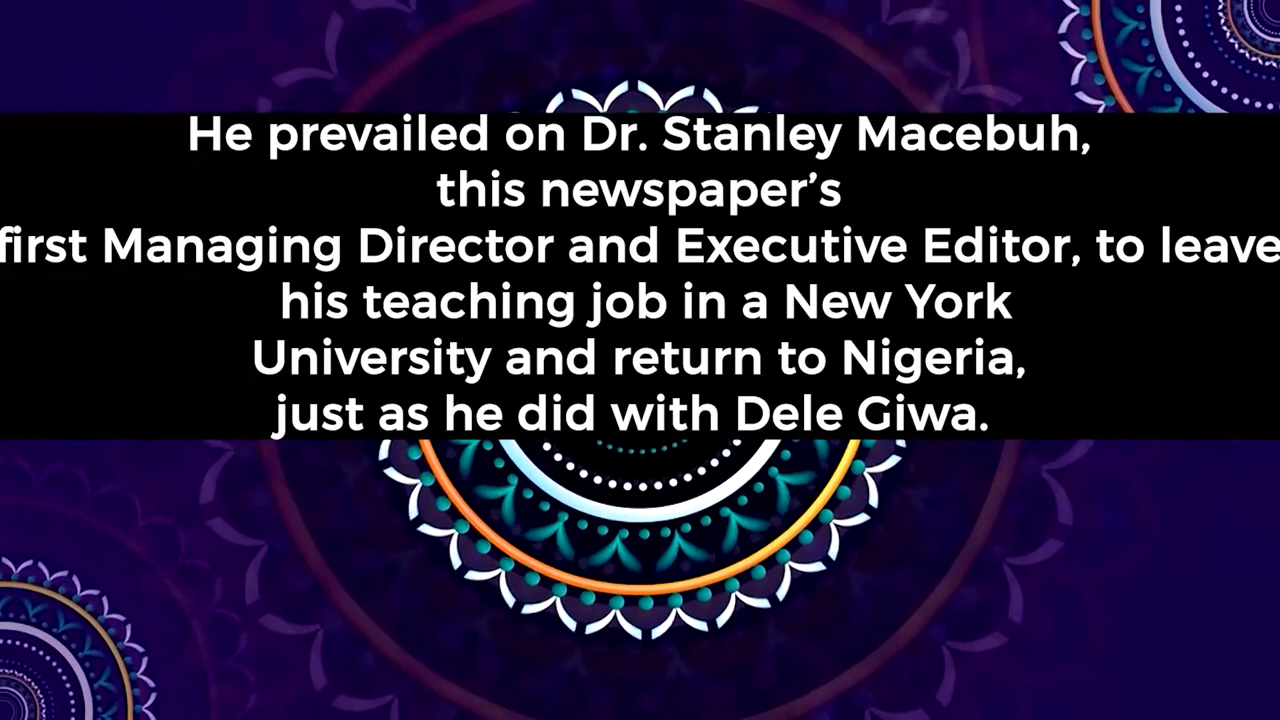 He prevailed on Dr. Stanley Macebuh,
this newspaper’s
first Managing Director and Executive Editor, to leave
his teaching job in a New York
University and return to Nigeria,
just as he did with Dele Giwa.